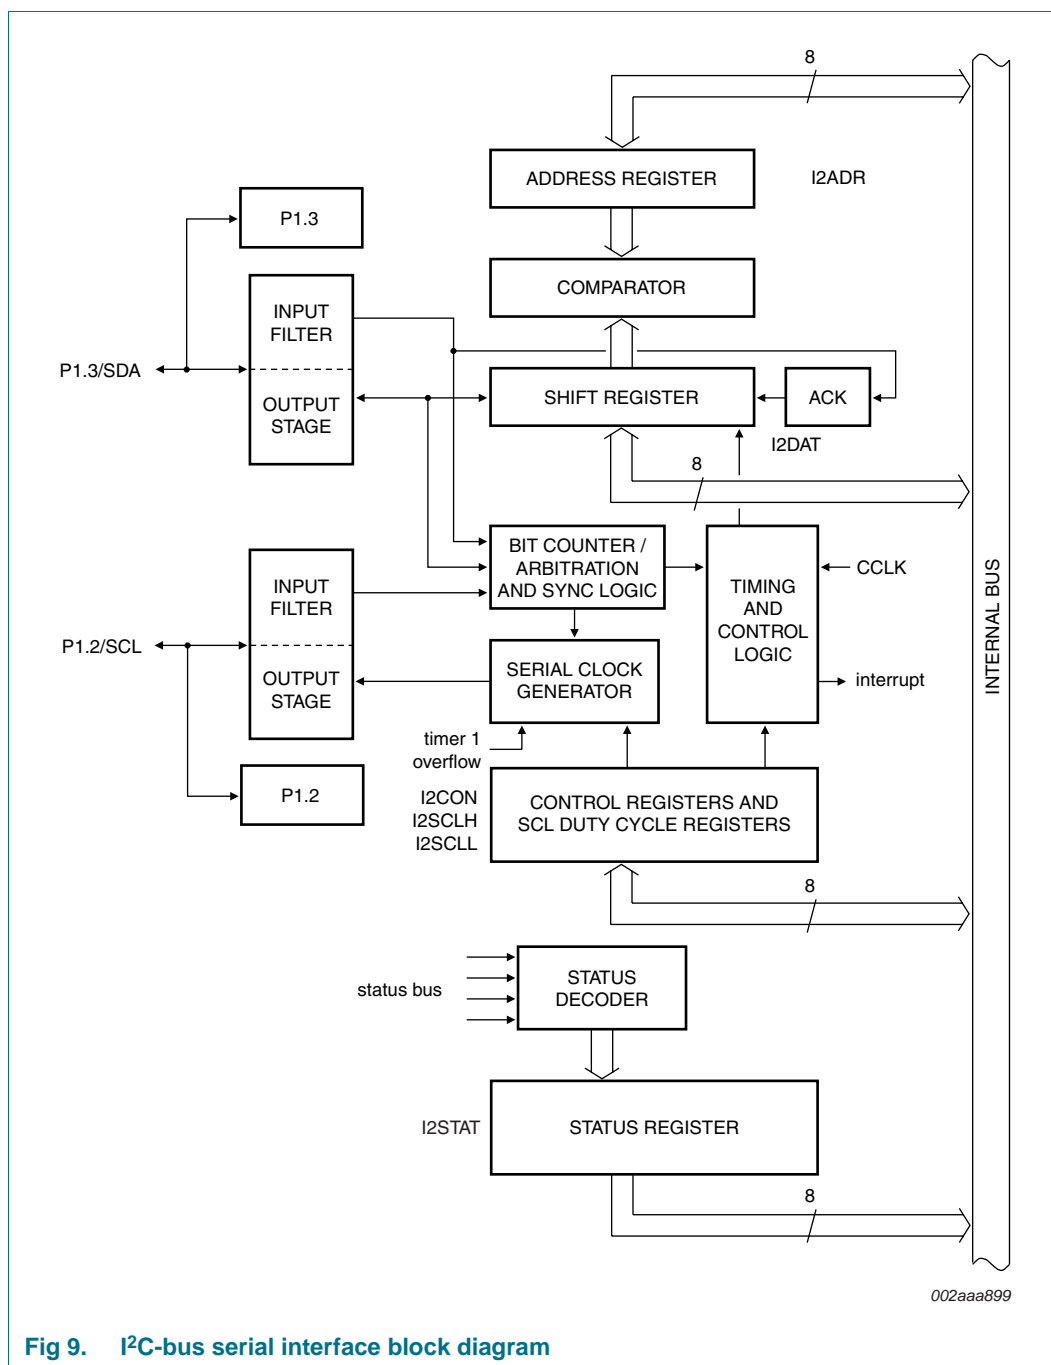 8
ADDRESS REGISTER
I2ADR
P1.3
COMPARATOR
INPUT
FILTER
P1.3/SDA
OUTPUT
STAGE
SHIFT REGISTER
ACK
I2DAT
8
BIT COUNTER /
ARBITRATION
AND SYNC LOGIC
INPUT
FILTER
TIMING
AND
CONTROL
LOGIC
CCLK
INTERNAL BUS
P1.2/SCL
OUTPUT
STAGE
SERIAL CLOCK
GENERATOR
interrupt
timer 1
overflow
P1.2
I2CON
I2SCLH
I2SCLL
CONTROL REGISTERS AND
SCL DUTY CYCLE REGISTERS
8
status bus
STATUS
DECODER
I2STAT
STATUS REGISTER
8
002aaa899
Fig 9. I2C-bus serial interface block diagram